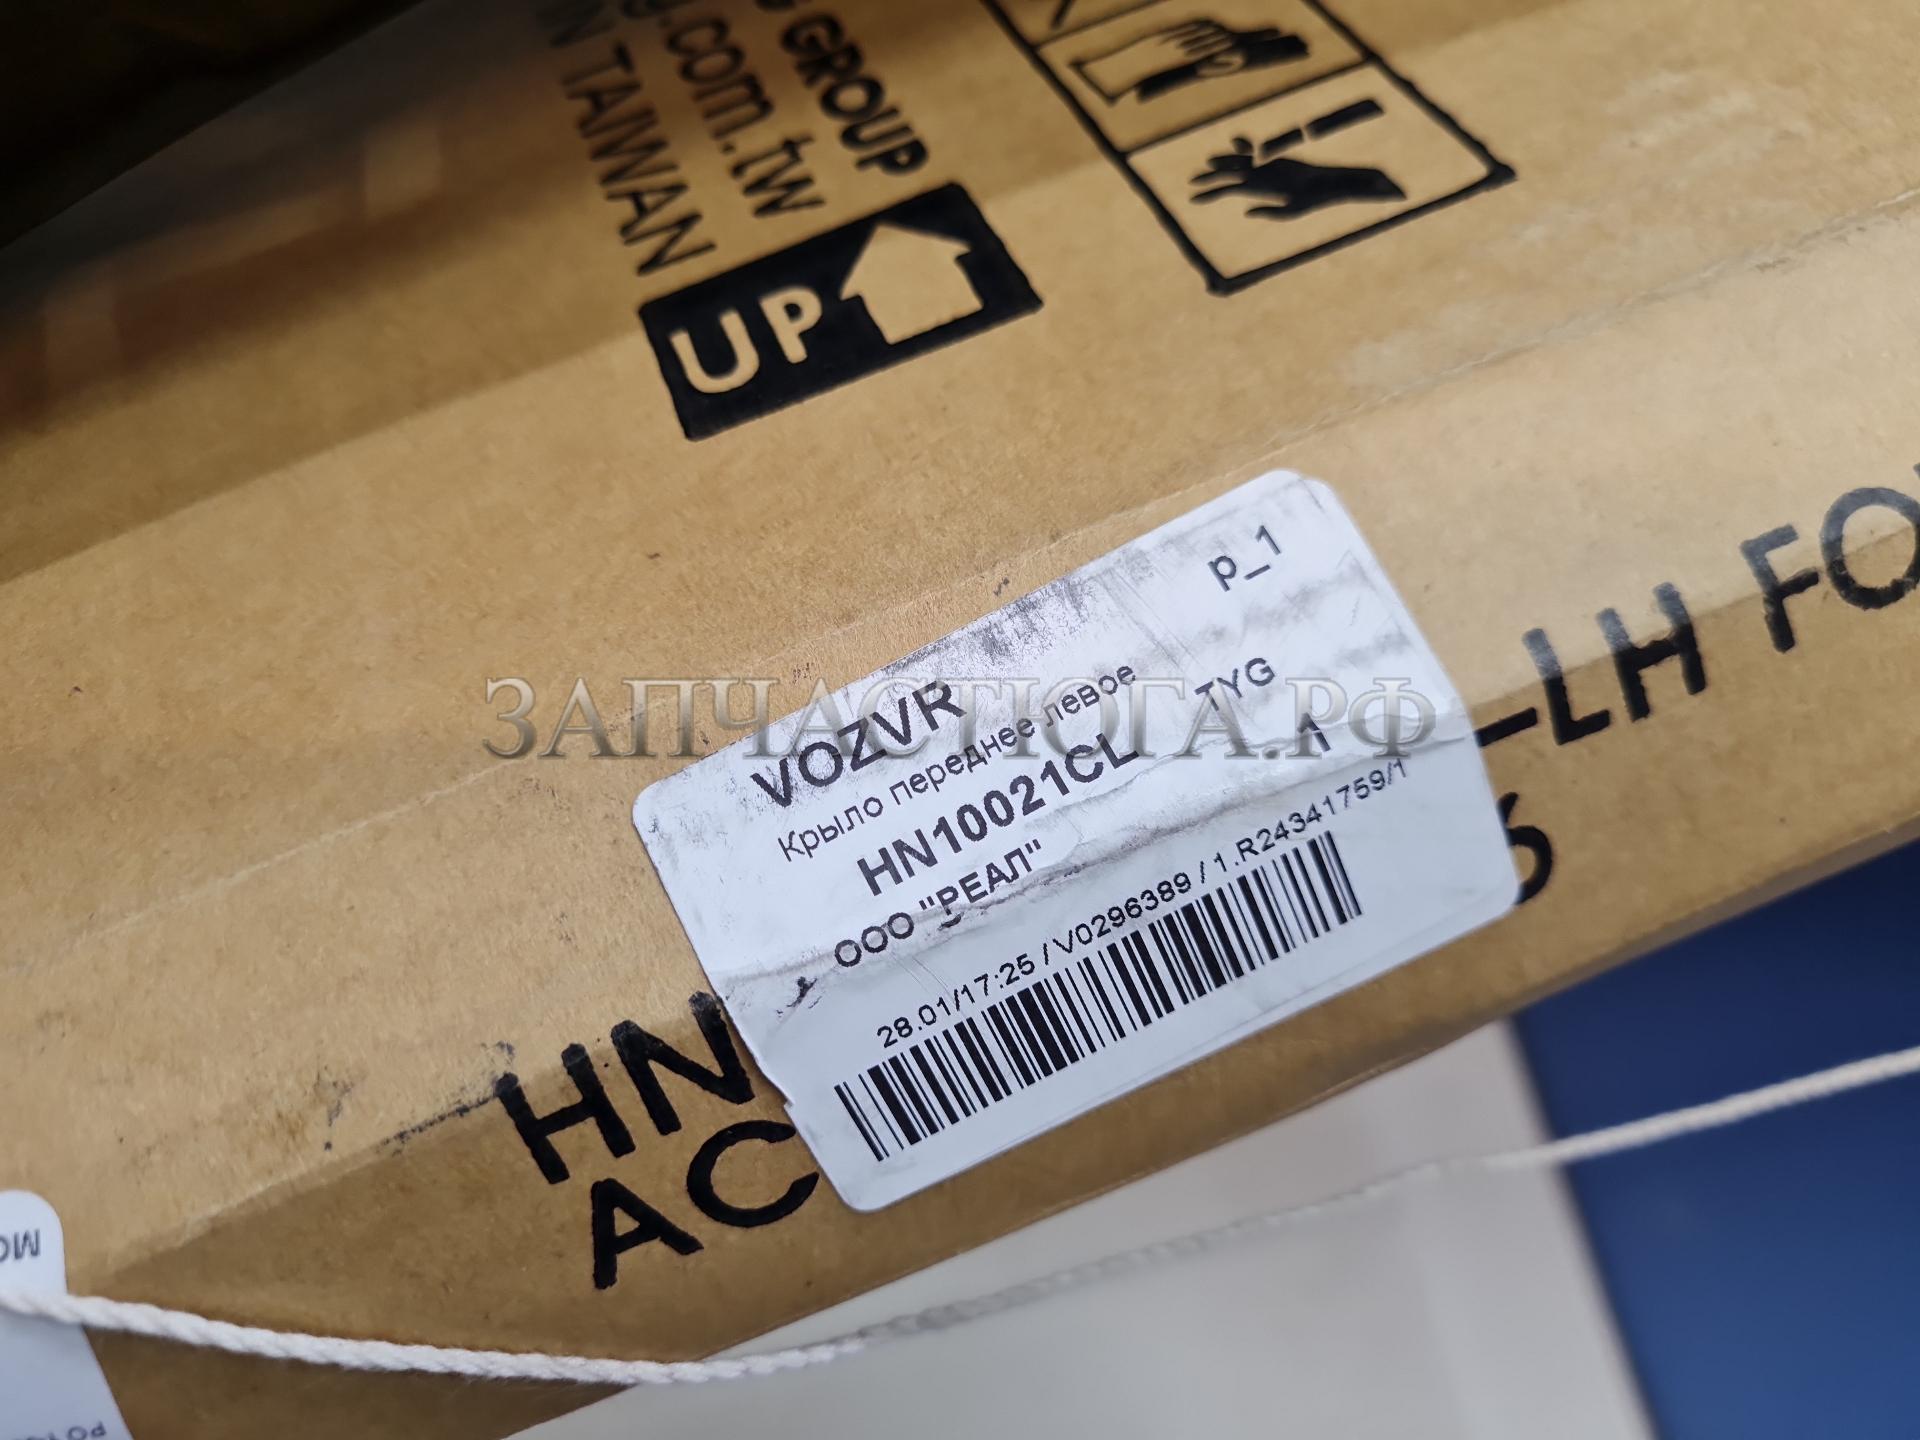 GROUP
.com.tw
TAIWAN
UP
VOZVR
p_1
Крыло переднее левое
HN10021CL
TYG
ООО "РЕАЛ"
1
28.01/17:25 / V0296389 / 1.R24341759/1
ЗАПЧАСТЮГА.РФ
HN
-LH FO
AC
6